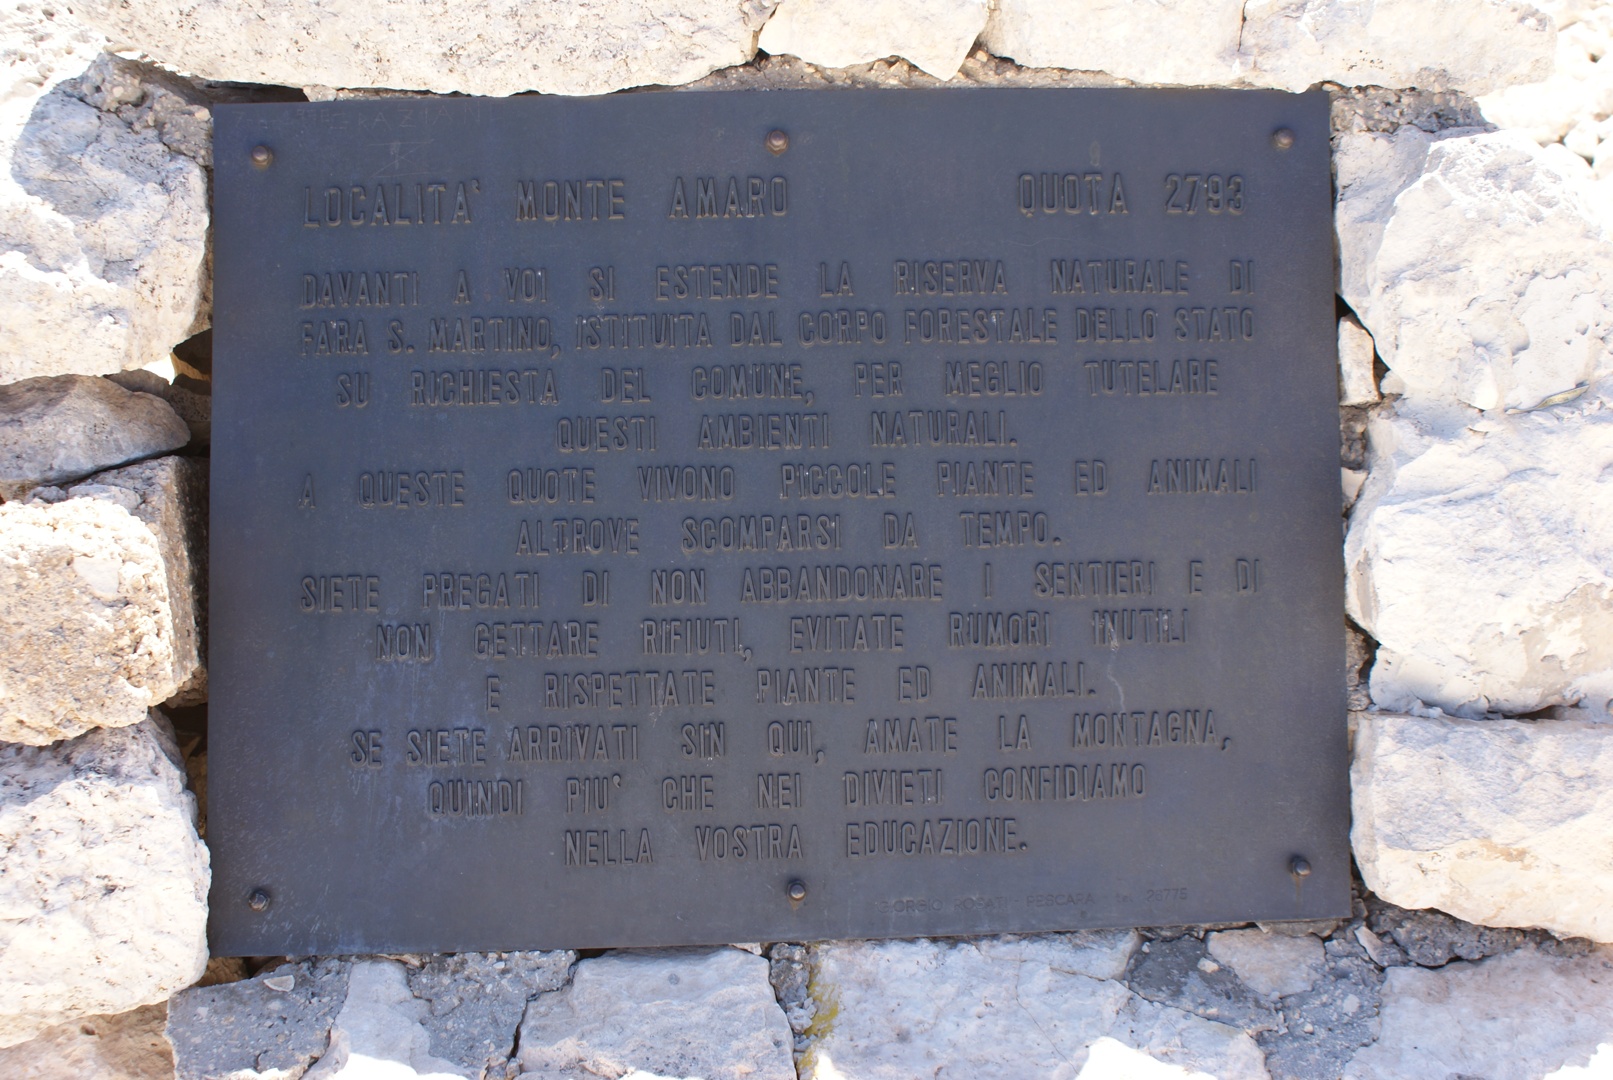 LOCALITA' MONTE AMARO QUOTA 2793
DAVANTI A VOI SI ESTENDE LA RISERVA NATURALE DI
FARA S. MARTINO, ISTITUITA DAL CORPO FORESTALE DELLO STATO
SU RICHIESTA DEL COMUNE, PER MEGLIO TUTELARE
QUESTI AMBIENTI NATURALI.
A QUESTE QUOTE VIVONO PICCOLE PIANTE ED ANIMALI
ALTROVE SCOMPARSI DA TEMPO.
SIETE PREGATI DI NON ABBANDONARE I SENTIERI E DI
NON GETTARE RIFIUTI, EVITATE RUMORI INUTILI
E RISPETTATE PIANTE ED ANIMALI.
SE SIETE ARRIVATI SIN QUI, AMATE LA MONTAGNA,
QUINDI PIU' CHE NEI DIVIETI CONFIDIAMO
NELLA VOSTRA EDUCAZIONE.
GIORGIO ROSATI PESCARA